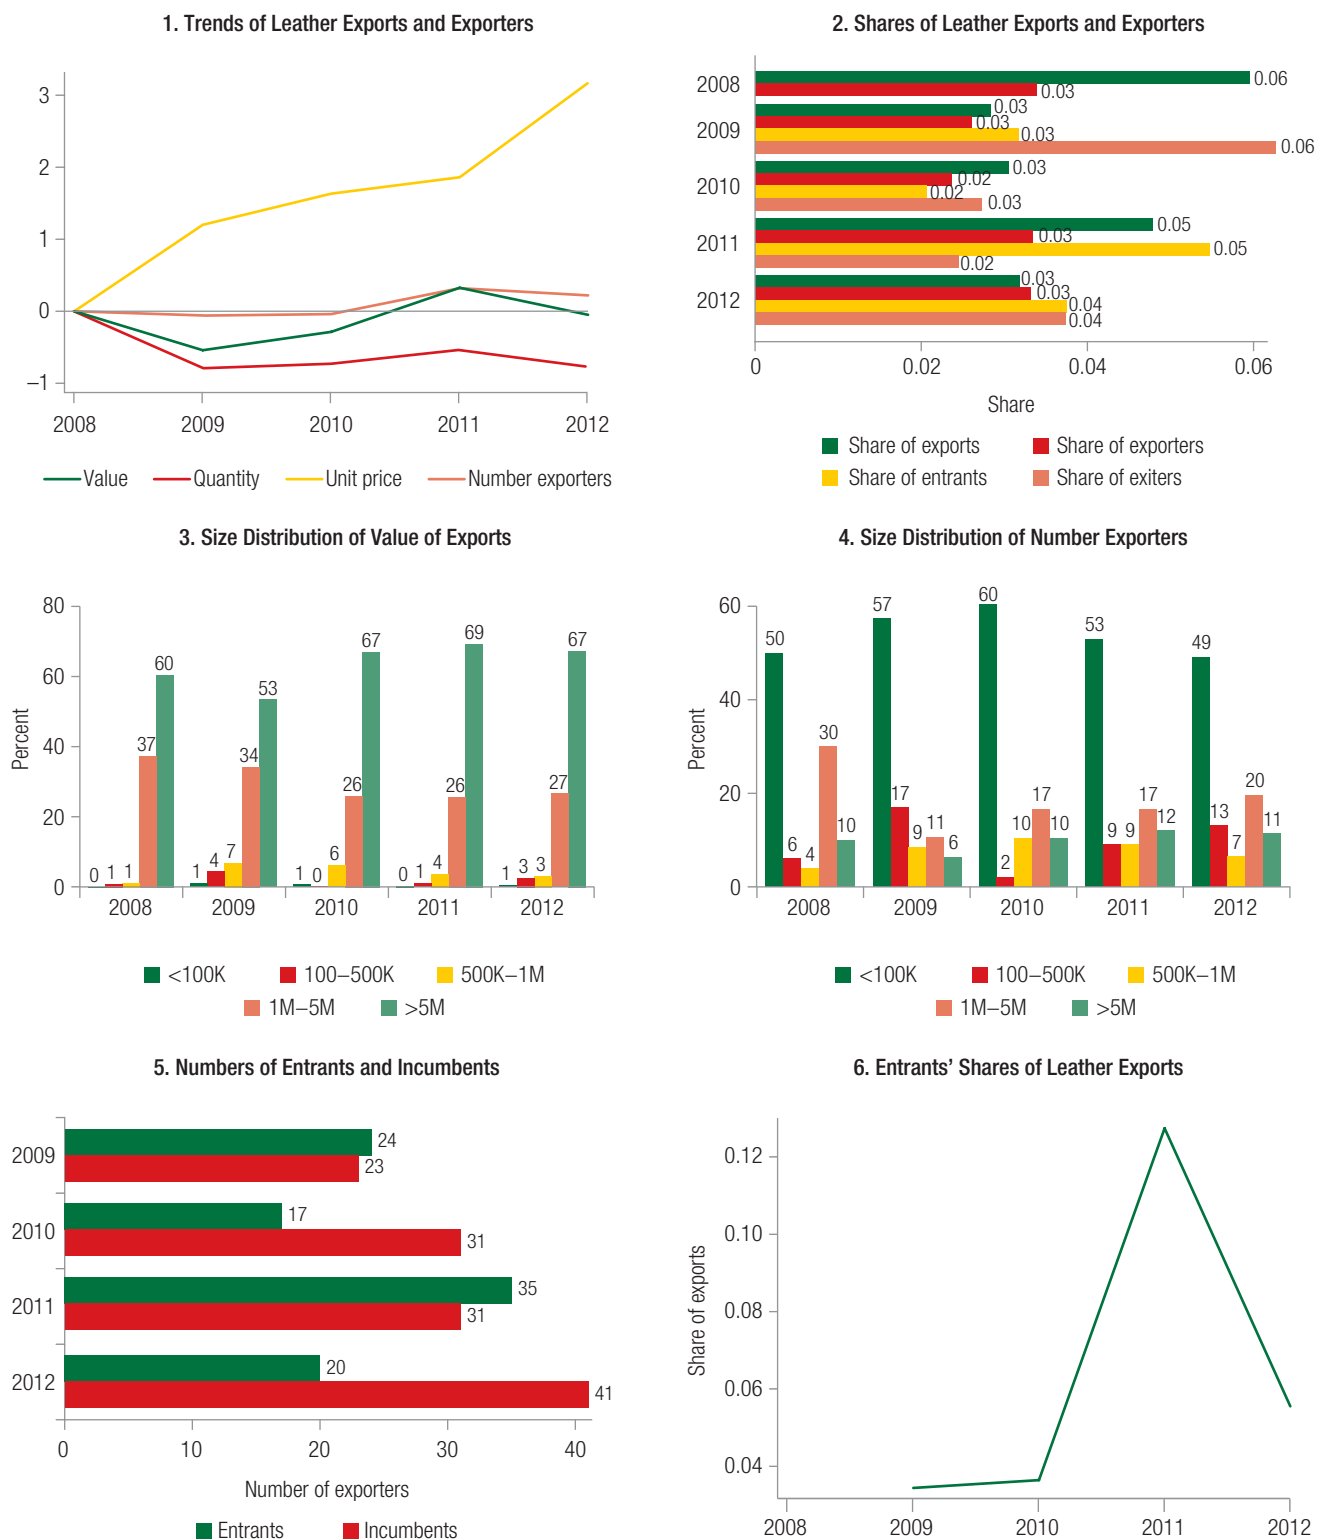 1. Trends of Leather Exports and Exporters
3
2
1
0
–1
2008 2009 2010 2011 2012
Value Quantity Unit price Number exporters
2. Shares of Leather Exports and Exporters
2008
0.06
0.03
2009
0.03
0.03
0.03
0.06
2010
0.03
0.02
0.02
0.03
2011
0.05
0.03
0.05
0.02
2012
0.03
0.03
0.04
0.04
0 0.02 0.04 0.06
Share
Share of exports Share of exporters
Share of entrants Share of exiters
3. Size Distribution of Value of Exports
Percent
80
60
40
20
0
0 1 1 37 60
1 4 7 34 53
1 0 6 26 67
0 1 4 26 69
1 3 3 27 67
2008 2009 2010 2011 2012
<100K 100–500K 500K–1M
1M–5M >5M
4. Size Distribution of Number Exporters
Percent
60
40
20
0
50 6 4 30 10
57 17 9 11 6
60 2 10 17 10
53 9 9 17 12
49 13 7 20 11
2008 2009 2010 2011 2012
<100K 100–500K 500K–1M
1M–5M >5M
5. Numbers of Entrants and Incumbents
2009
24
23
2010
17
31
2011
35
31
2012
20
41
0 10 20 30 40
Number of exporters
Entrants Incumbents
6. Entrants’ Shares of Leather Exports
Share of exports
0.12
0.10
0.08
0.06
0.04
2008 2009 2010 2011 2012